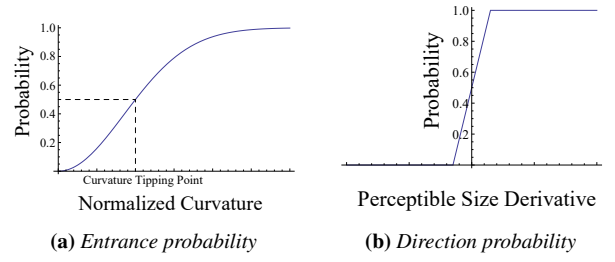 1.0
0.8
0.6
0.4
0.2
Probability
Curvature Tipping Point
Normalized Curvature
(a) Entrance probability
1.0
0.8
0.6
0.4
0.2
Probability
Perceptible Size Derivative
(b) Direction probability